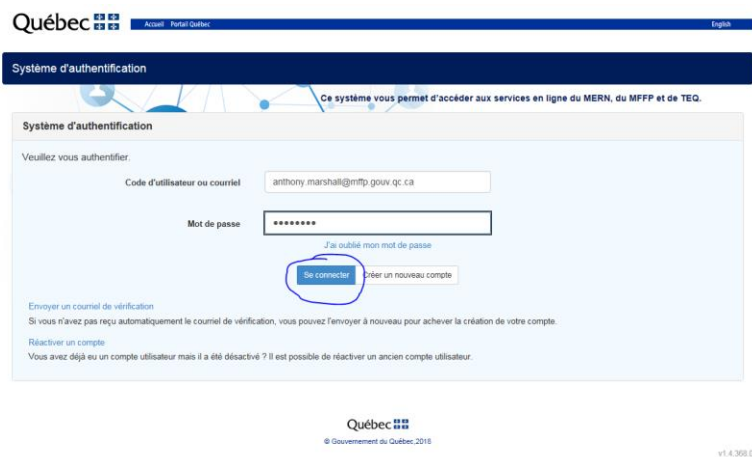 Québec
Accueil Portail Québec English
Système d'authentification
Ce système vous permet d'accéder aux services en ligne du MERN, du MFFP et de TEQ.
Système d'authentification
Veuillez vous authentifier.
Code d'utilisateur ou courriel anthony.marshall@mffp.gouv.qc.ca
Mot de passe ••••••••
J'ai oublié mon mot de passe
Se connecter Créer un nouveau compte
Envoyer un courriel de vérification
Si vous n'avez pas reçu automatiquement le courriel de vérification, vous pouvez l'envoyer à nouveau pour achever la création de votre compte.
Réactiver un compte
Vous avez déjà eu un compte utilisateur mais il a été désactivé ? Il est possible de réactiver un ancien compte utilisateur.
Québec
© Gouvernement du Québec, 2016
v1.4.368.0